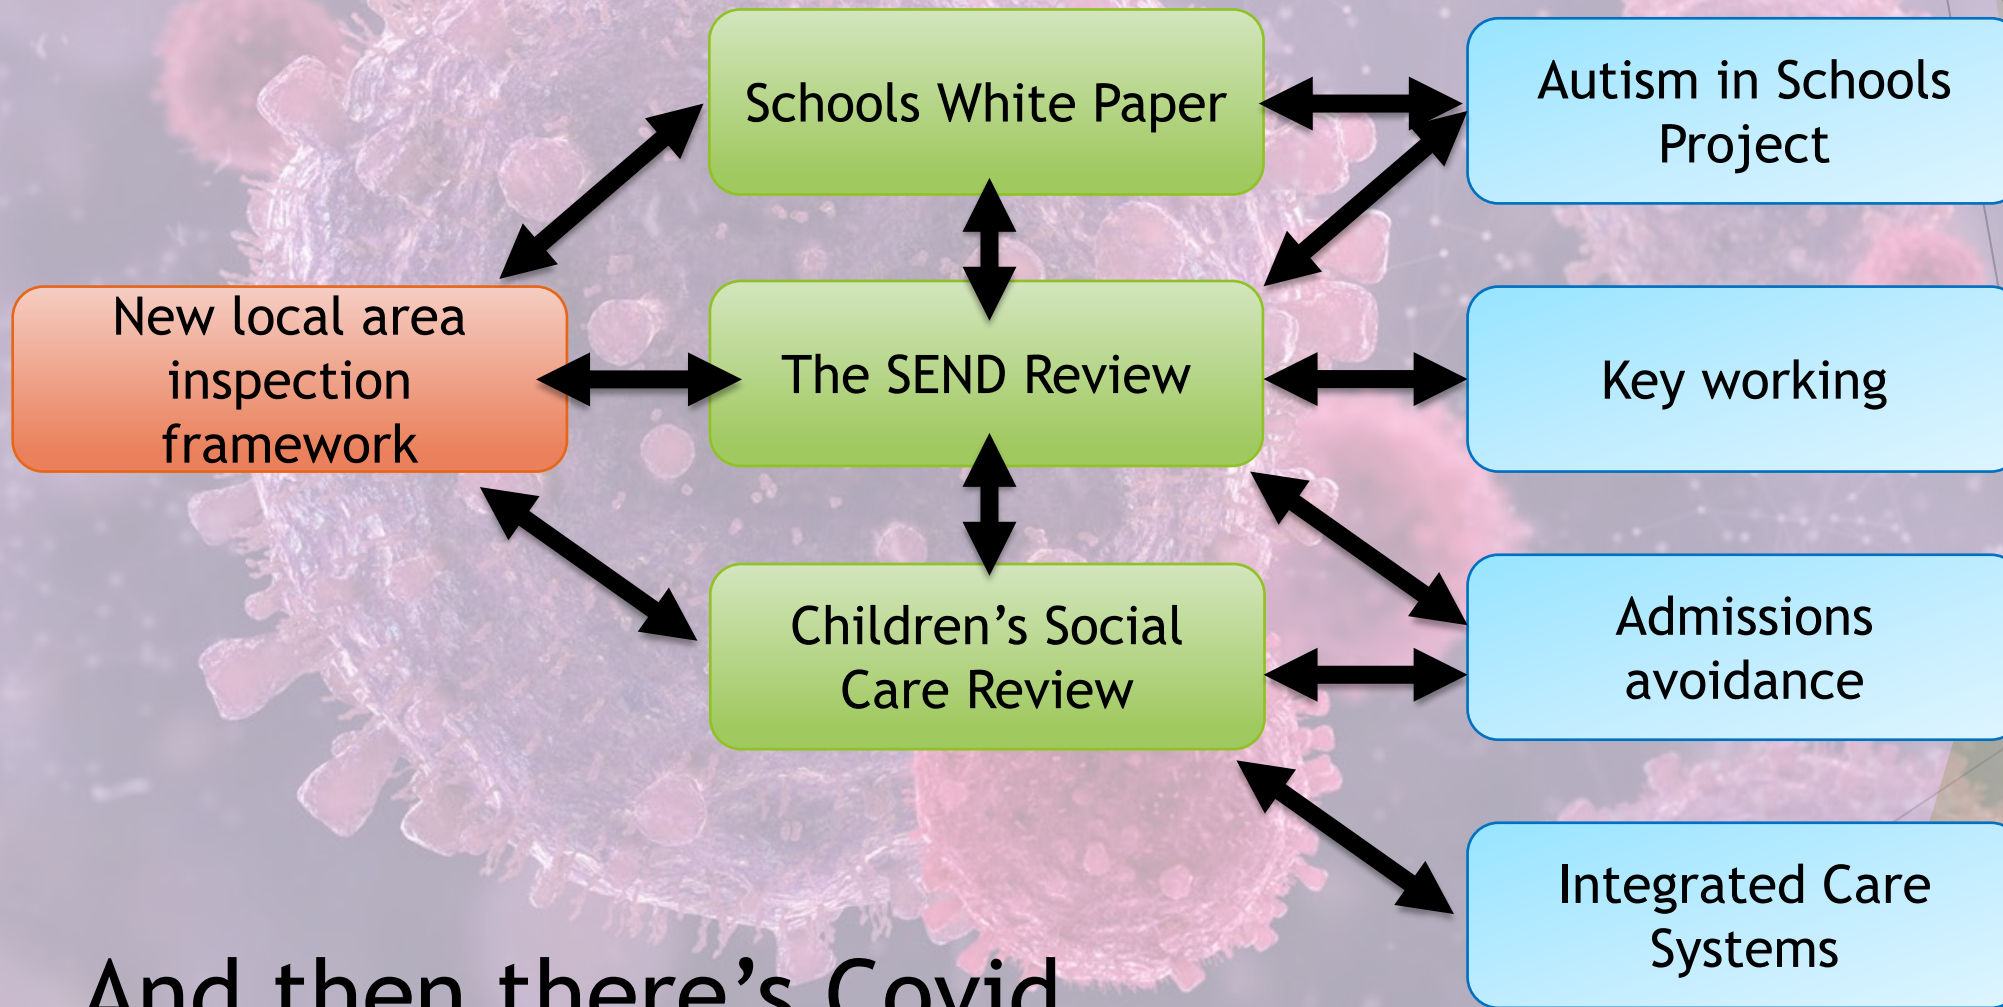 Schools White Paper
Autism in Schools
Project
New local area
inspection
framework
The SEND Review
Key working
Children’s Social
Care Review
Admissions
avoidance
Integrated Care
Systems
And then there’s Covid